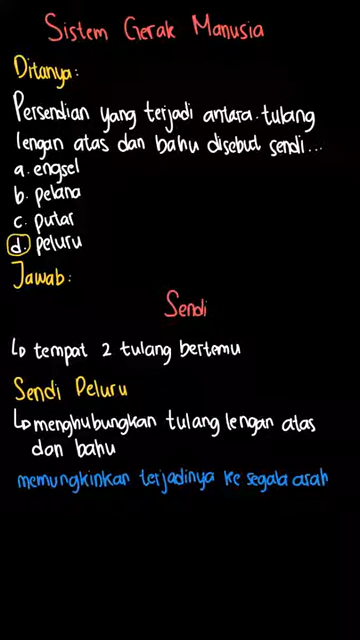 Sistem Gerak Manusia
Ditanya:
Persendian yang terjadi antara tulang
lengan atas dan bahu disebut sendi...
a. engsel
b. pelana
c. putar
d. peluru
Jawab:
Sendi
↳ tempat 2 tulang bertemu
Sendi Peluru
↳ menghubungkan tulang lengan atas
dan bahu
memungkinkan terjadinya ke segala arah